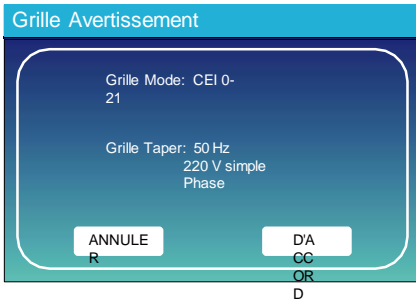 Grille Avertissement
Grille Mode: CEI 0-
21
Grille Taper: 50 Hz
220 V simple
Phase
ANNULE
R
D'A
CC
OR
D